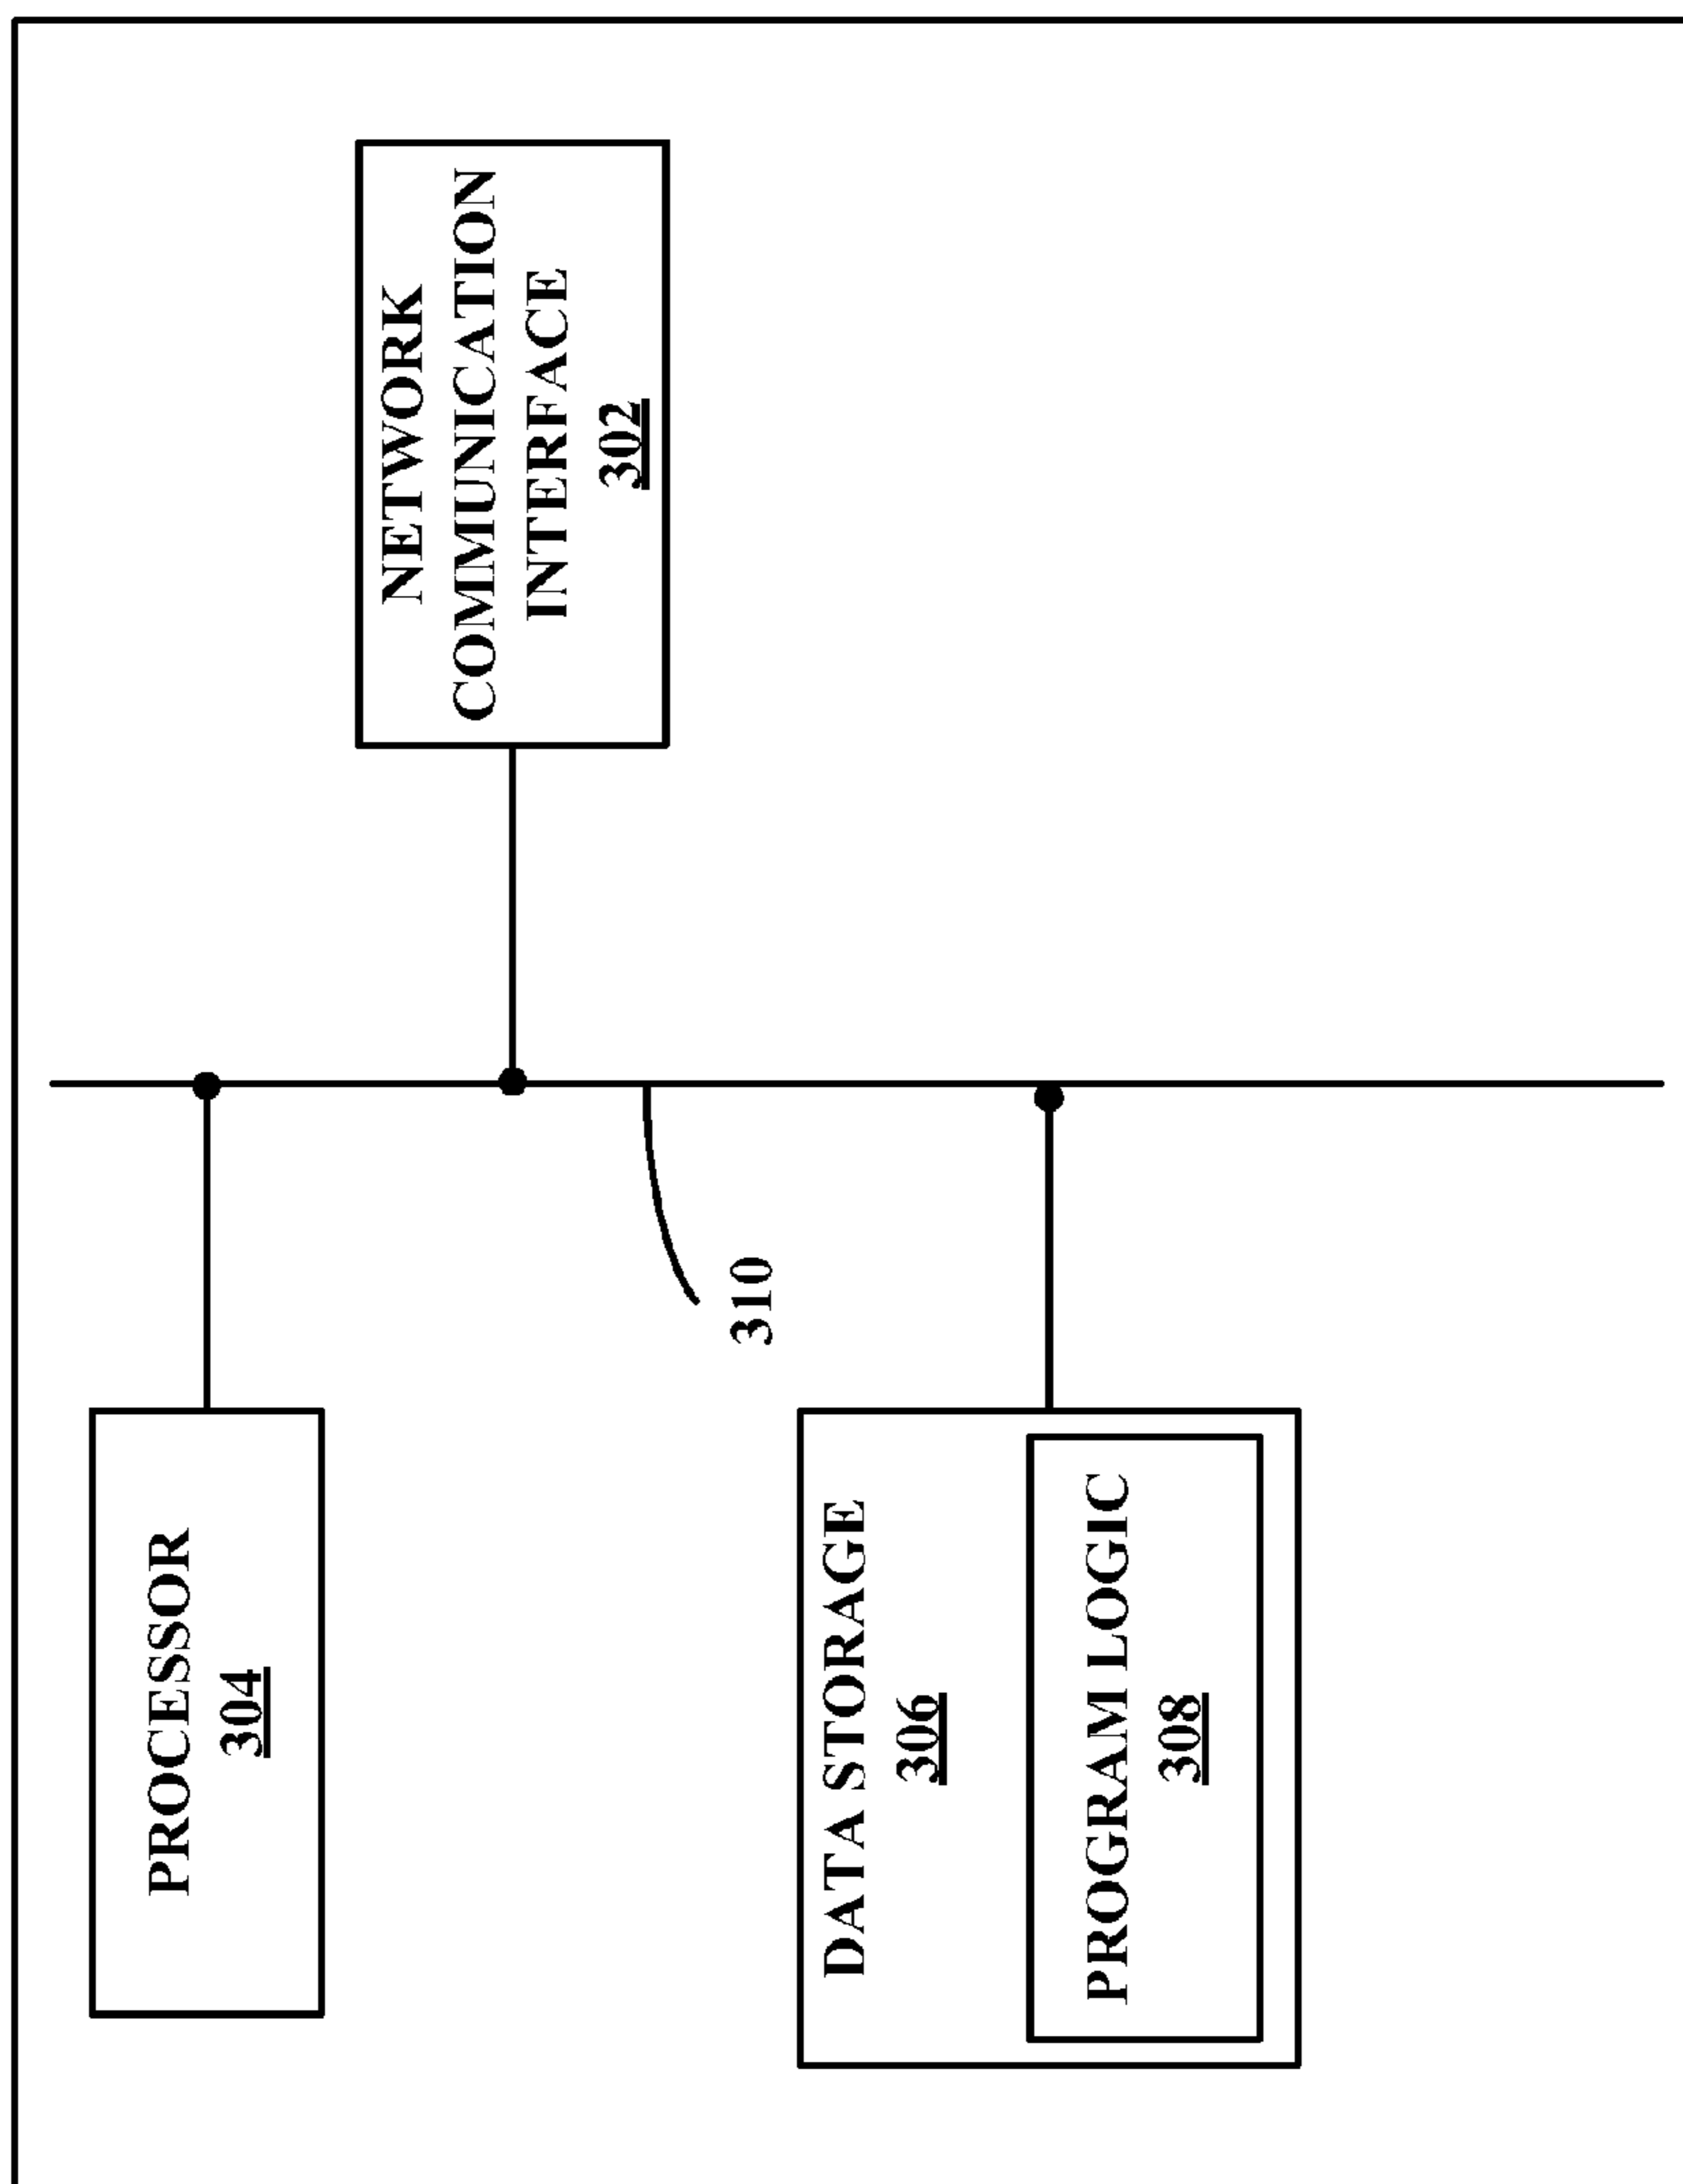 PROCESSOR
304
NETWORK
COMMUNICATION
INTERFACE
302
310
DATA STORAGE
306
PROGRAM LOGIC
308